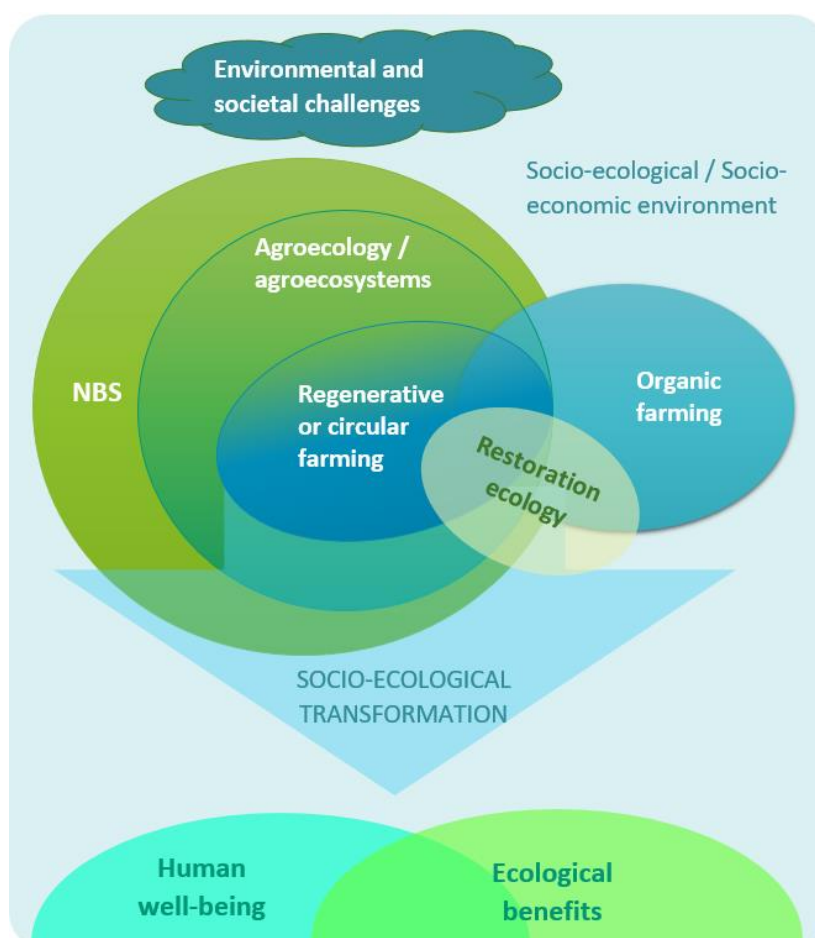 Environmental and
societal challenges
Socio-ecological / Socio-
economic environment
Agroecology /
agroecosystems
NBS
Regenerative
or circular
farming
Organic
farming
Restoration
ecology
SOCIO-ECOLOGICAL
TRANSFORMATION
Human
well-being
Ecological
benefits